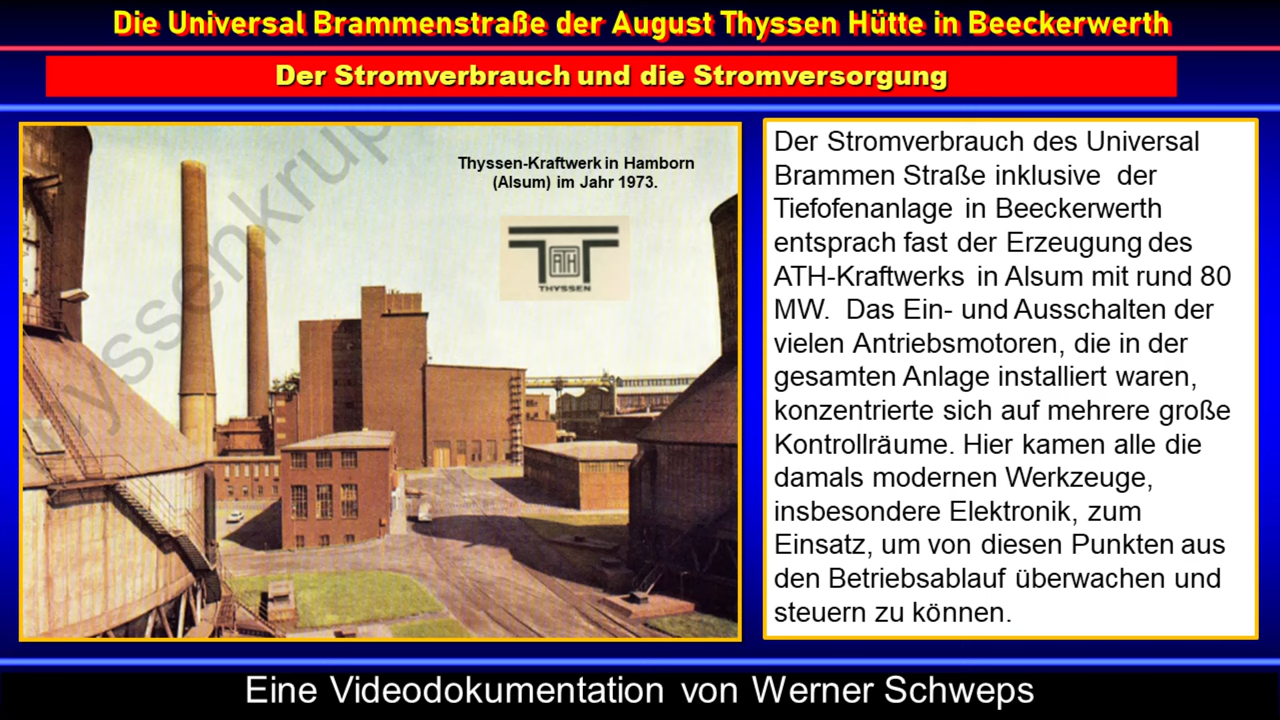 Die Universal Brammenstraße der August Thyssen Hütte in Beeckerwerth
Der Stromverbrauch und die Stromversorgung
thyssenkrup
Thyssen-Kraftwerk in Hamborn
(Alsum) im Jahr 1973.
ATH
THYSSEN
Der Stromverbrauch des Universal
Brammen Straße inklusive der
Tiefofenanlage in Beeckerwerth
entsprach fast der Erzeugung des
ATH-Kraftwerks in Alsum mit rund 80
MW. Das Ein- und Ausschalten der
vielen Antriebsmotoren, die in der
gesamten Anlage installiert waren,
konzentrierte sich auf mehrere große
Kontrollräume. Hier kamen alle die
damals modernen Werkzeuge,
insbesondere Elektronik, zum
Einsatz, um von diesen Punkten aus
den Betriebsablauf überwachen und
steuern zu können.
Eine Videodokumentation von Werner Schweps